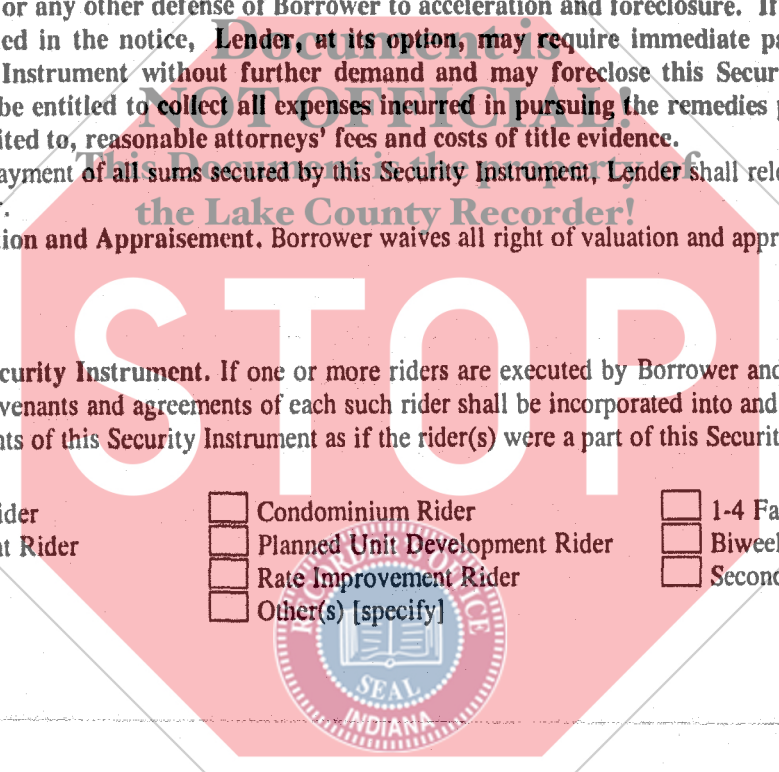 or any other defense of Borrower to acceleration and foreclosure. If
ed in the notice, Lender, at its option, may require immediate pa
Instrument without further demand and may foreclose this Secur
be entitled to collect all expenses incurred in pursuing the remedies
ited to, reasonable attorneys' fees and costs of title evidence.
ayment of all sums secured by this Security Instrument, Lender shall rele
r.
ion and Appraisement. Borrower waives all right of valuation and appr
Document is
NOT OFFICIAL!
This Document is the property of
the Lake County Recorder!
STOP
curity Instrument. If one or more riders are executed by Borrower and
venants and agreements of each such rider shall be incorporated into and
nts of this Security Instrument as if the rider(s) were a part of this Securit
ider
Condominium Rider
1-4 Fa
nt Rider
Planned Unit Development Rider
Biweek
Rate Improvement Rider
Second
Other(s) [specify]
RECORDER'S OFFICE
SEAL
INDIANA